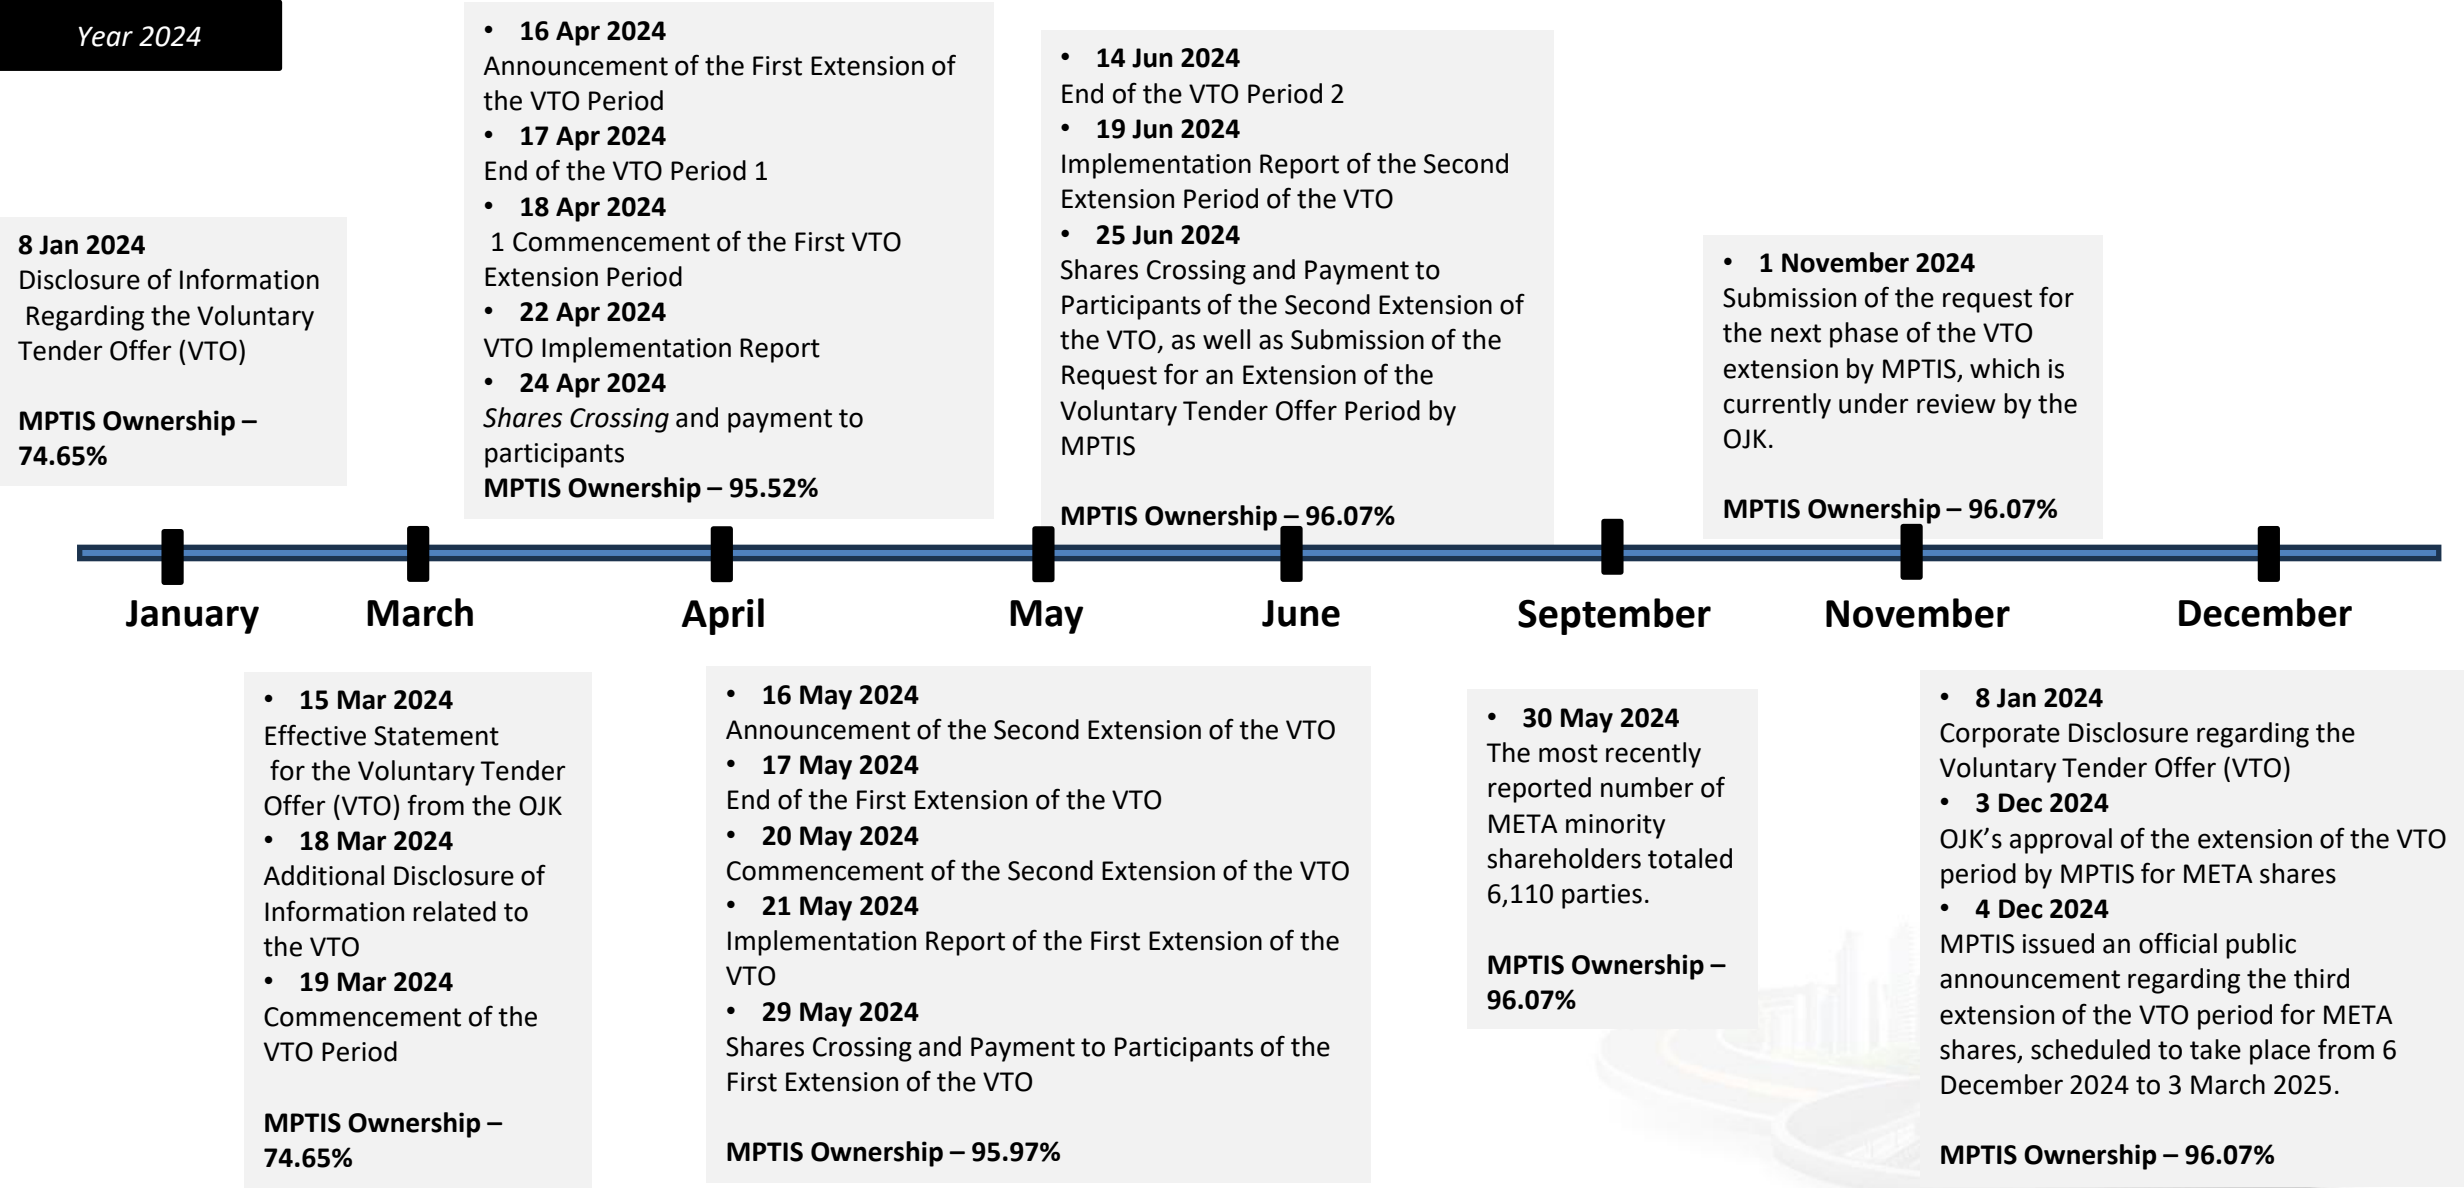 Year 2024
8 Jan 2024
Disclosure of Information
Regarding the Voluntary
Tender Offer (VTO)
MPTIS Ownership –
74.65%
• 16 Apr 2024
Announcement of the First Extension of
the VTO Period
• 17 Apr 2024
End of the VTO Period 1
• 18 Apr 2024
1 Commencement of the First VTO
Extension Period
• 22 Apr 2024
VTO Implementation Report
• 24 Apr 2024
Shares Crossing and payment to
participants
MPTIS Ownership – 95.52%
• 14 Jun 2024
End of the VTO Period 2
• 19 Jun 2024
Implementation Report of the Second
Extension Period of the VTO
• 25 Jun 2024
Shares Crossing and Payment to
Participants of the Second Extension of
the VTO, as well as Submission of the
Request for an Extension of the
Voluntary Tender Offer Period by
MPTIS
MPTIS Ownership – 96.07%
• 1 November 2024
Submission of the request for
the next phase of the VTO
extension by MPTIS, which is
currently under review by the
OJK.
MPTIS Ownership – 96.07%
January
March
April
May
June
September
November
December
• 15 Mar 2024
Effective Statement
for the Voluntary Tender
Offer (VTO) from the OJK
• 18 Mar 2024
Additional Disclosure of
Information related to
the VTO
• 19 Mar 2024
Commencement of the
VTO Period
MPTIS Ownership –
74.65%
• 16 May 2024
Announcement of the Second Extension of the VTO
• 17 May 2024
End of the First Extension of the VTO
• 20 May 2024
Commencement of the Second Extension of the VTO
• 21 May 2024
Implementation Report of the First Extension of the
VTO
• 29 May 2024
Shares Crossing and Payment to Participants of the
First Extension of the VTO
MPTIS Ownership – 95.97%
• 30 May 2024
The most recently
reported number of
META minority
shareholders totaled
6,110 parties.
MPTIS Ownership –
96.07%
• 8 Jan 2024
Corporate Disclosure regarding the
Voluntary Tender Offer (VTO)
• 3 Dec 2024
OJK’s approval of the extension of the VTO
period by MPTIS for META shares
• 4 Dec 2024
MPTIS issued an official public
announcement regarding the third
extension of the VTO period for META
shares, scheduled to take place from 6
December 2024 to 3 March 2025.
MPTIS Ownership – 96.07%